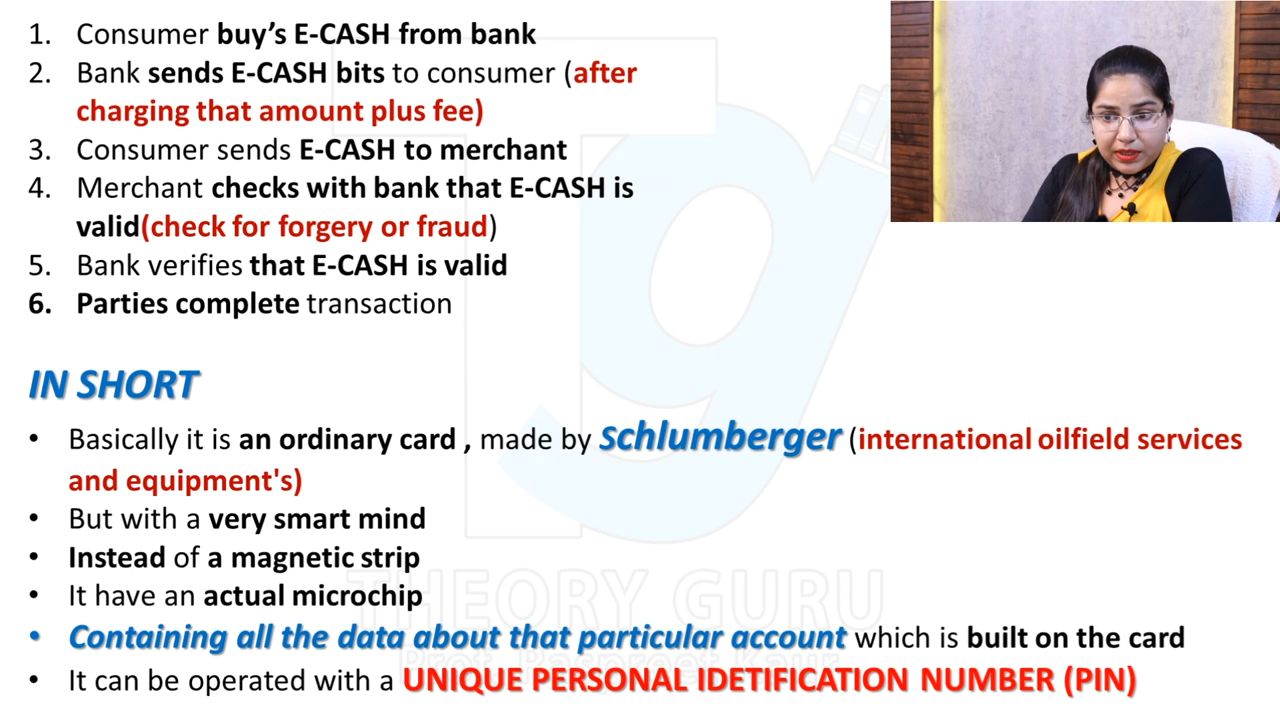 1. Consumer buy's E-CASH from bank
2. Bank sends E-CASH bits to consumer (after
charging that amount plus fee)
3. Consumer sends E-CASH to merchant
4. Merchant checks with bank that E-CASH is
valid(check for forgery or fraud)
5. Bank verifies that E-CASH is valid
6. Parties complete transaction
IN SHORT
• Basically it is an ordinary card , made by Schlumberger (international oilfield services
and equipment's)
• But with a very smart mind
• Instead of a magnetic strip
• It have an actual microchip
THEORY GURU
• Containing all the data about that particular account which is built on the card
Prof. Raspreet Kaur
• It can be operated with a UNIQUE PERSONAL IDETIFICATION NUMBER (PIN)